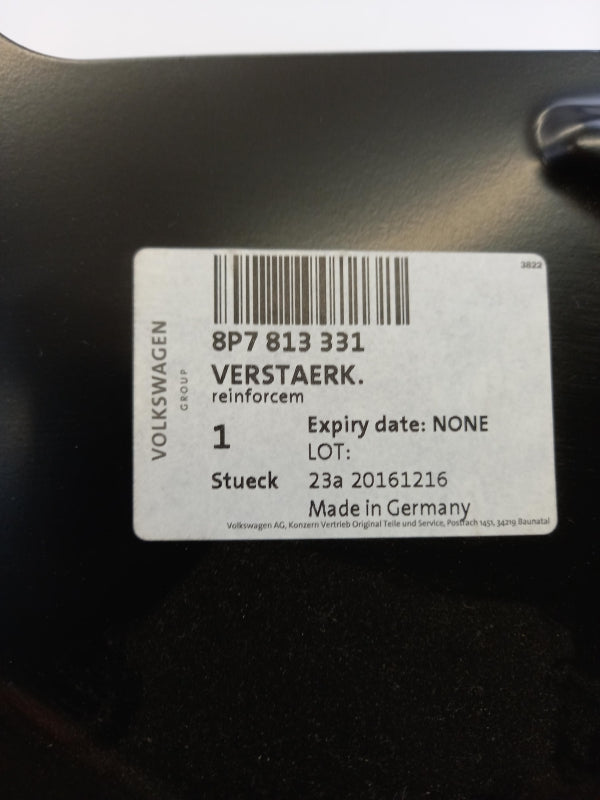 3822
VOLKSWAGEN
GROUP
8P7 813 331
VERSTAERK.
reinforcem
1
Expiry date: NONE
LOT:
Stueck
23a 20161216
Made in Germany
Volkswagen AG, Konzern Vertrieb Original Teile und Service, Postfach 1451, 34219 Baunatal